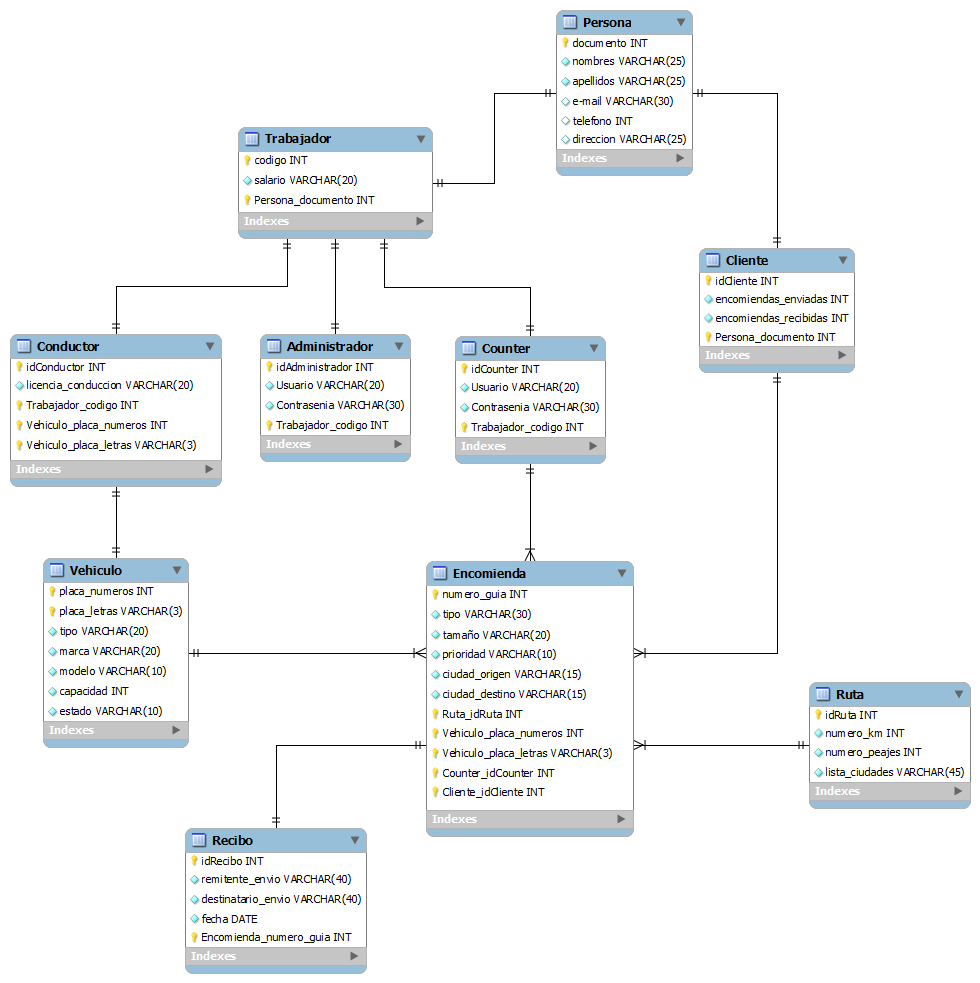 Persona
documento INT
nombres VARCHAR(25)
apellidos VARCHAR(25)
e-mail VARCHAR(30)
telefono INT
direccion VARCHAR(25)
Indexes
Trabajador
codigo INT
salario VARCHAR(20)
Persona_documento INT
Indexes
Cliente
idCliente INT
encomiendas_enviadas INT
encomiendas_recibidas INT
Persona_documento INT
Indexes
Conductor
idConductor INT
licencia_conduccion VARCHAR(20)
Trabajador_codigo INT
Vehiculo_placa_numeros INT
Vehiculo_placa_letras VARCHAR(3)
Indexes
Administrador
idAdministrador INT
Usuario VARCHAR(20)
Contrasenia VARCHAR(30)
Trabajador_codigo INT
Indexes
Counter
idCounter INT
Usuario VARCHAR(20)
Contrasenia VARCHAR(30)
Trabajador_codigo INT
Indexes
Vehiculo
placa_numeros INT
placa_letras VARCHAR(3)
tipo VARCHAR(20)
marca VARCHAR(20)
modelo VARCHAR(10)
capacidad INT
estado VARCHAR(10)
Indexes
Encomienda
numero_guia INT
tipo VARCHAR(30)
tamaño VARCHAR(20)
prioridad VARCHAR(10)
ciudad_origen VARCHAR(15)
ciudad_destino VARCHAR(15)
Ruta_idRuta INT
Vehiculo_placa_numeros INT
Vehiculo_placa_letras VARCHAR(3)
Counter_idCounter INT
Cliente_idCliente INT
Indexes
Ruta
idRuta INT
numero_km INT
numero_peajes INT
lista_ciudades VARCHAR(45)
Indexes
Recibo
idRecibo INT
remitente_envio VARCHAR(40)
destinatario_envio VARCHAR(40)
fecha DATE
Encomienda_numero_guia INT
Indexes